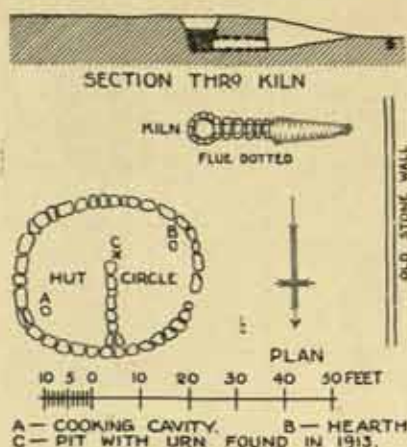 S
SECTION THRO KILN
KILN
FLUE DOTTED
OLD STONE WALL
C
B
HUT CIRCLE
A
PLAN
10 5 0 10 20 30 40 50 FEET
A — COOKING CAVITY. B — HEARTH
C — PIT WITH URN FOUND IN 1913.